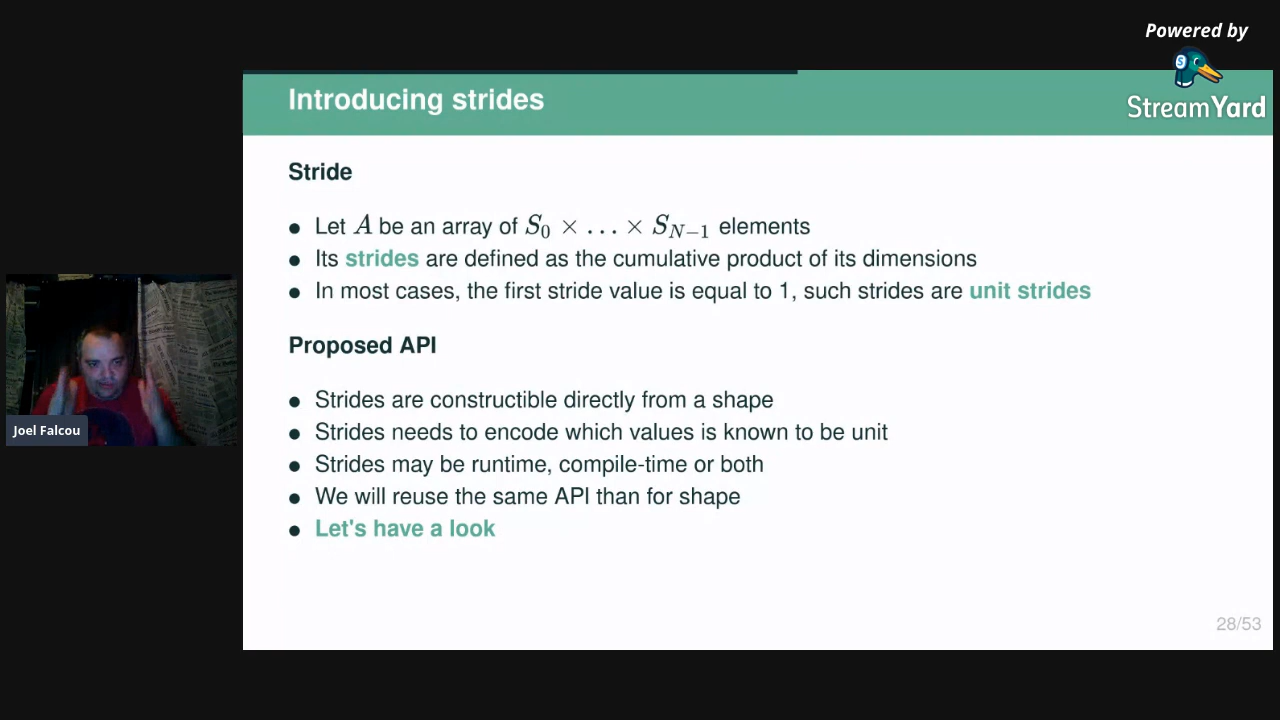 Powered by
StreamYard
Introducing strides
Stride
● Let A be an array of S₀ × … × S_{N−1} elements
● Its strides are defined as the cumulative product of its dimensions
● In most cases, the first stride value is equal to 1, such strides are unit strides
Proposed API
● Strides are constructible directly from a shape
● Strides needs to encode which values is known to be unit
● Strides may be runtime, compile-time or both
● We will reuse the same API than for shape
● Let's have a look
Joel Falcou
28/53